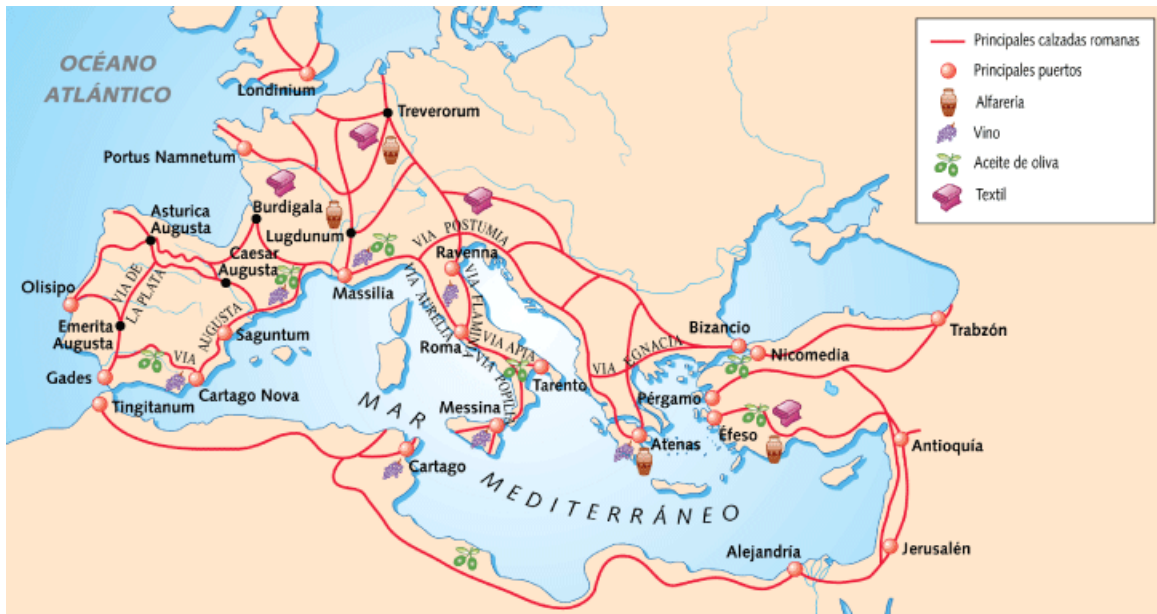 OCÉANO
ATLÁNTICO
Principales calzadas romanas
Principales puertos
Alfarería
Vino
Aceite de oliva
Textil
Londinium
Treverorum
Portus Namnetum
Burdigala
Lugdunum
Asturica
Augusta
Caesar
Augusta
Olisipo
VIA DE
LA PLATA
Emerita
Augusta
VIA
AUGUSTA
Saguntum
Gades
Cartago Nova
Tingitanum
Massilia
VIA POSTUMIA
Ravenna
VIA AURELIA
VIA FLAMINIA
Roma
VIA APIA
VIA POPILIA
Tarento
Messina
Cartago
MAR
MEDITERRÁNEO
VIA EGNACIA
Bizancio
Nicomedia
Trabzón
Pérgamo
Éfeso
Atenas
Antioquía
Jerusalén
Alejandría